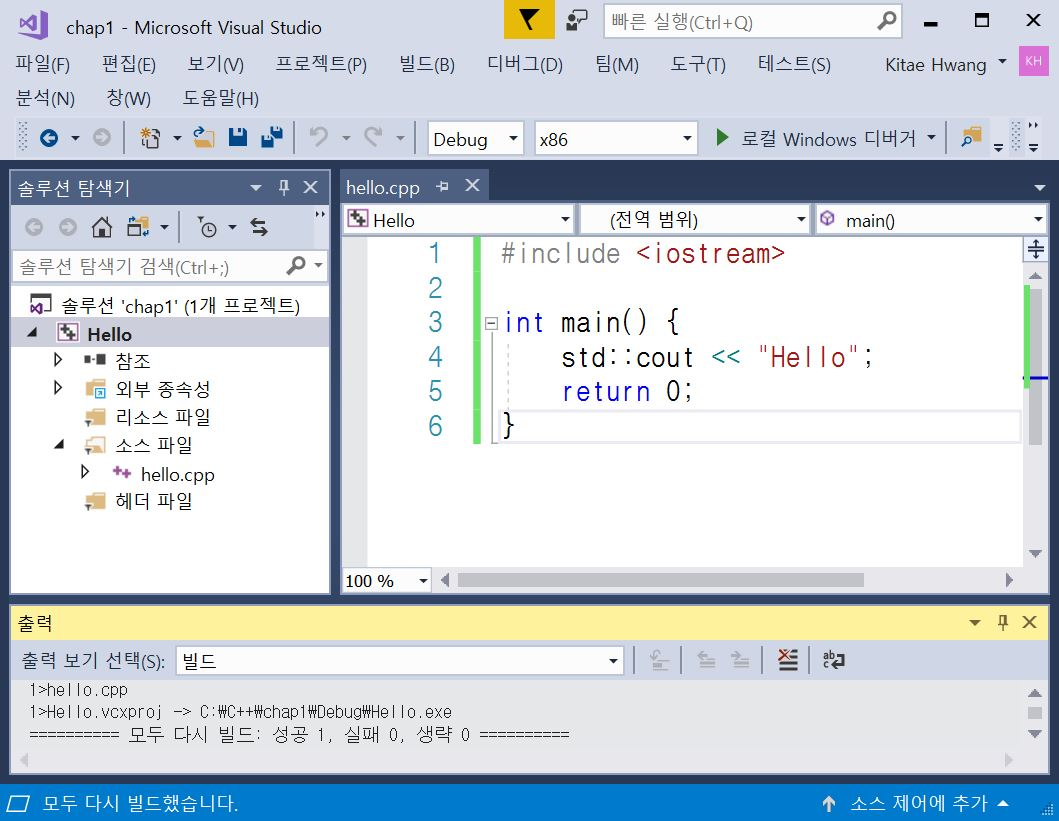 chap1 - Microsoft Visual Studio
빠른 실행(Ctrl+Q)
파일(F) 편집(E) 보기(V) 프로젝트(P) 빌드(B) 디버그(D) 팀(M) 도구(T) 테스트(S) Kitae Hwang KH
분석(N) 창(W) 도움말(H)
Debug x86 로컬 Windows 디버거
솔루션 탐색기
솔루션 탐색기 검색(Ctrl+;)
솔루션 'chap1' (1개 프로젝트)
Hello
참조
외부 종속성
리소스 파일
소스 파일
hello.cpp
헤더 파일
hello.cpp
Hello (전역 범위) main()
1 #include <iostream>
2
3 int main() {
4 std::cout << "Hello";
5 return 0;
6 }
100 %
출력
출력 보기 선택(S): 빌드
1>hello.cpp
1>Hello.vcxproj -> C:₩C++₩chap1₩Debug₩Hello.exe
========== 모두 다시 빌드: 성공 1, 실패 0, 생략 0 ==========
모두 다시 빌드했습니다. 소스 제어에 추가